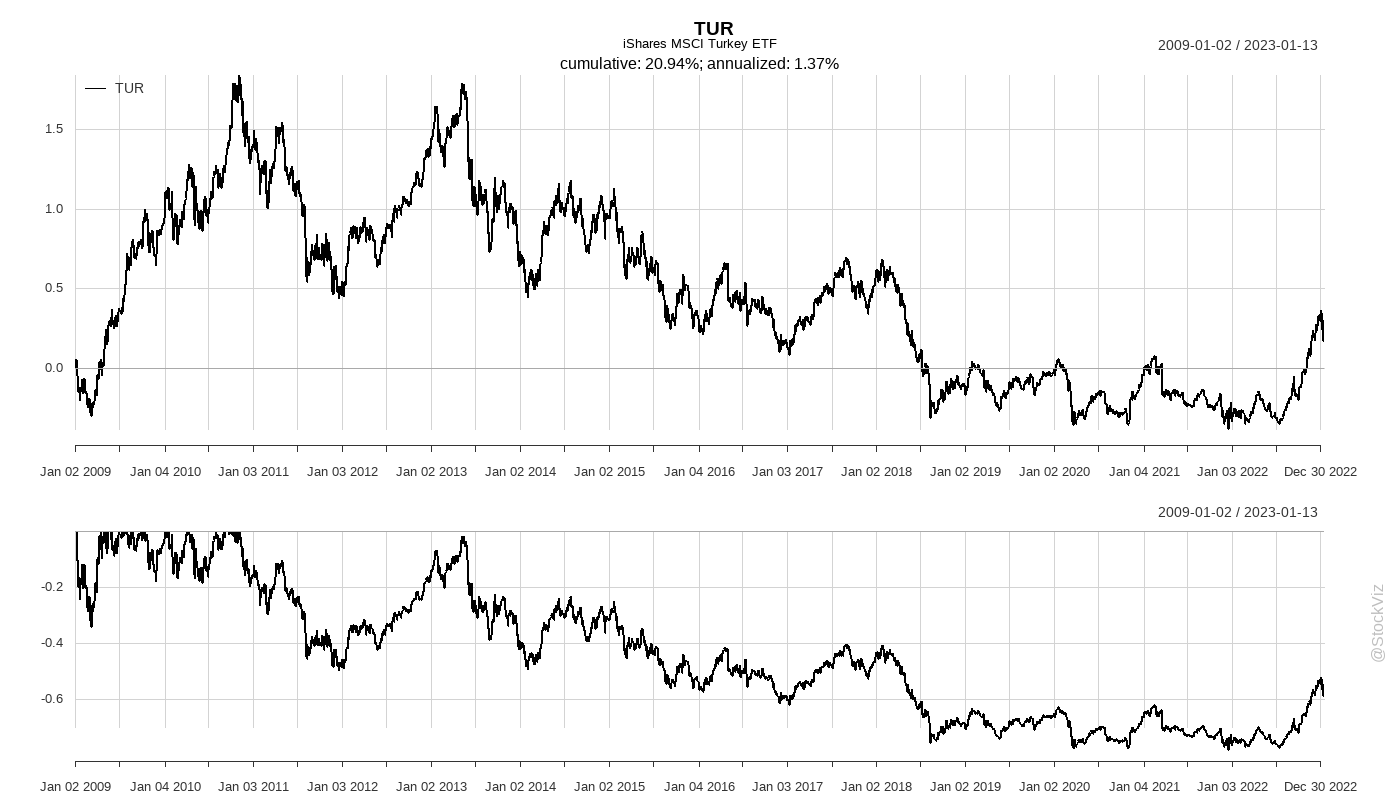 TUR
iShares MSCI Turkey ETF
2009-01-02 / 2023-01-13
cumulative: 20.94%; annualized: 1.37%
TUR
1.5
1.0
0.5
0.0
Jan 02 2009 Jan 04 2010 Jan 03 2011 Jan 03 2012 Jan 02 2013 Jan 02 2014 Jan 02 2015 Jan 04 2016 Jan 03 2017 Jan 02 2018 Jan 02 2019 Jan 02 2020 Jan 04 2021 Jan 03 2022 Dec 30 2022
2009-01-02 / 2023-01-13
-0.2
-0.4
-0.6
@StockViz
Jan 02 2009 Jan 04 2010 Jan 03 2011 Jan 03 2012 Jan 02 2013 Jan 02 2014 Jan 02 2015 Jan 04 2016 Jan 03 2017 Jan 02 2018 Jan 02 2019 Jan 02 2020 Jan 04 2021 Jan 03 2022 Dec 30 2022